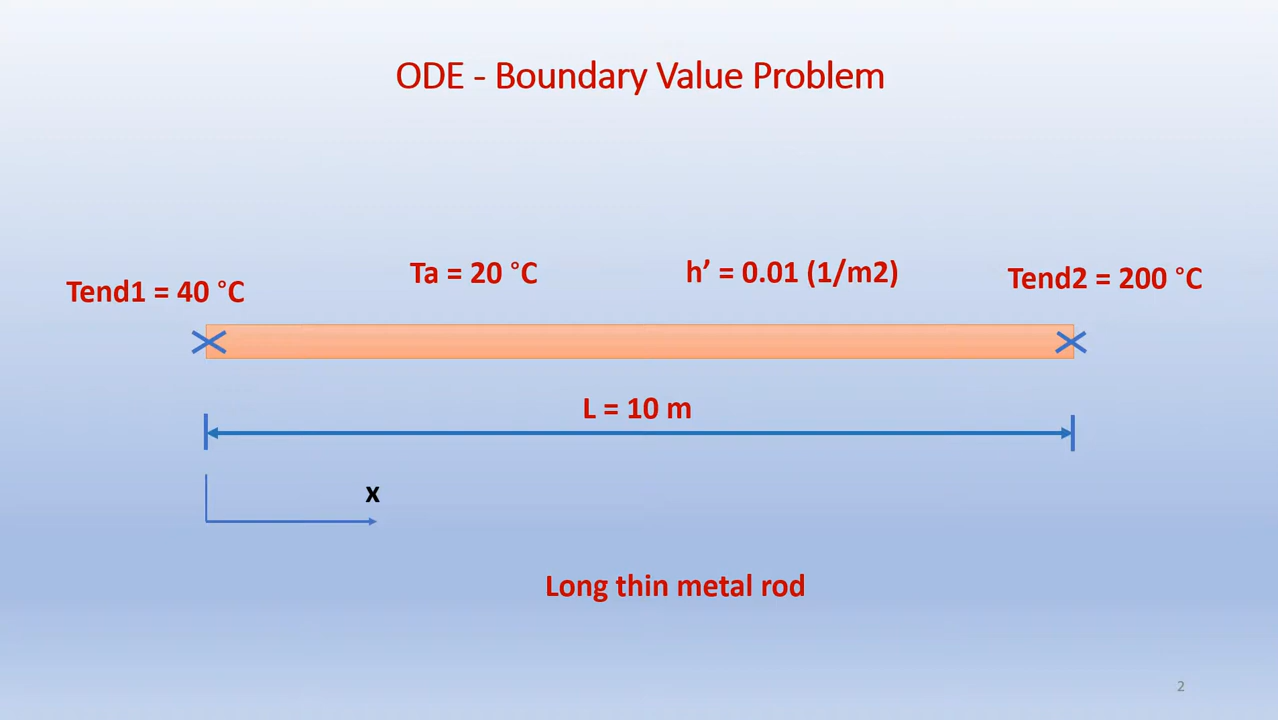 ODE - Boundary Value Problem
Tend1 = 40 °C
Ta = 20 °C
h’ = 0.01 (1/m2)
Tend2 = 200 °C
L = 10 m
x
Long thin metal rod
2